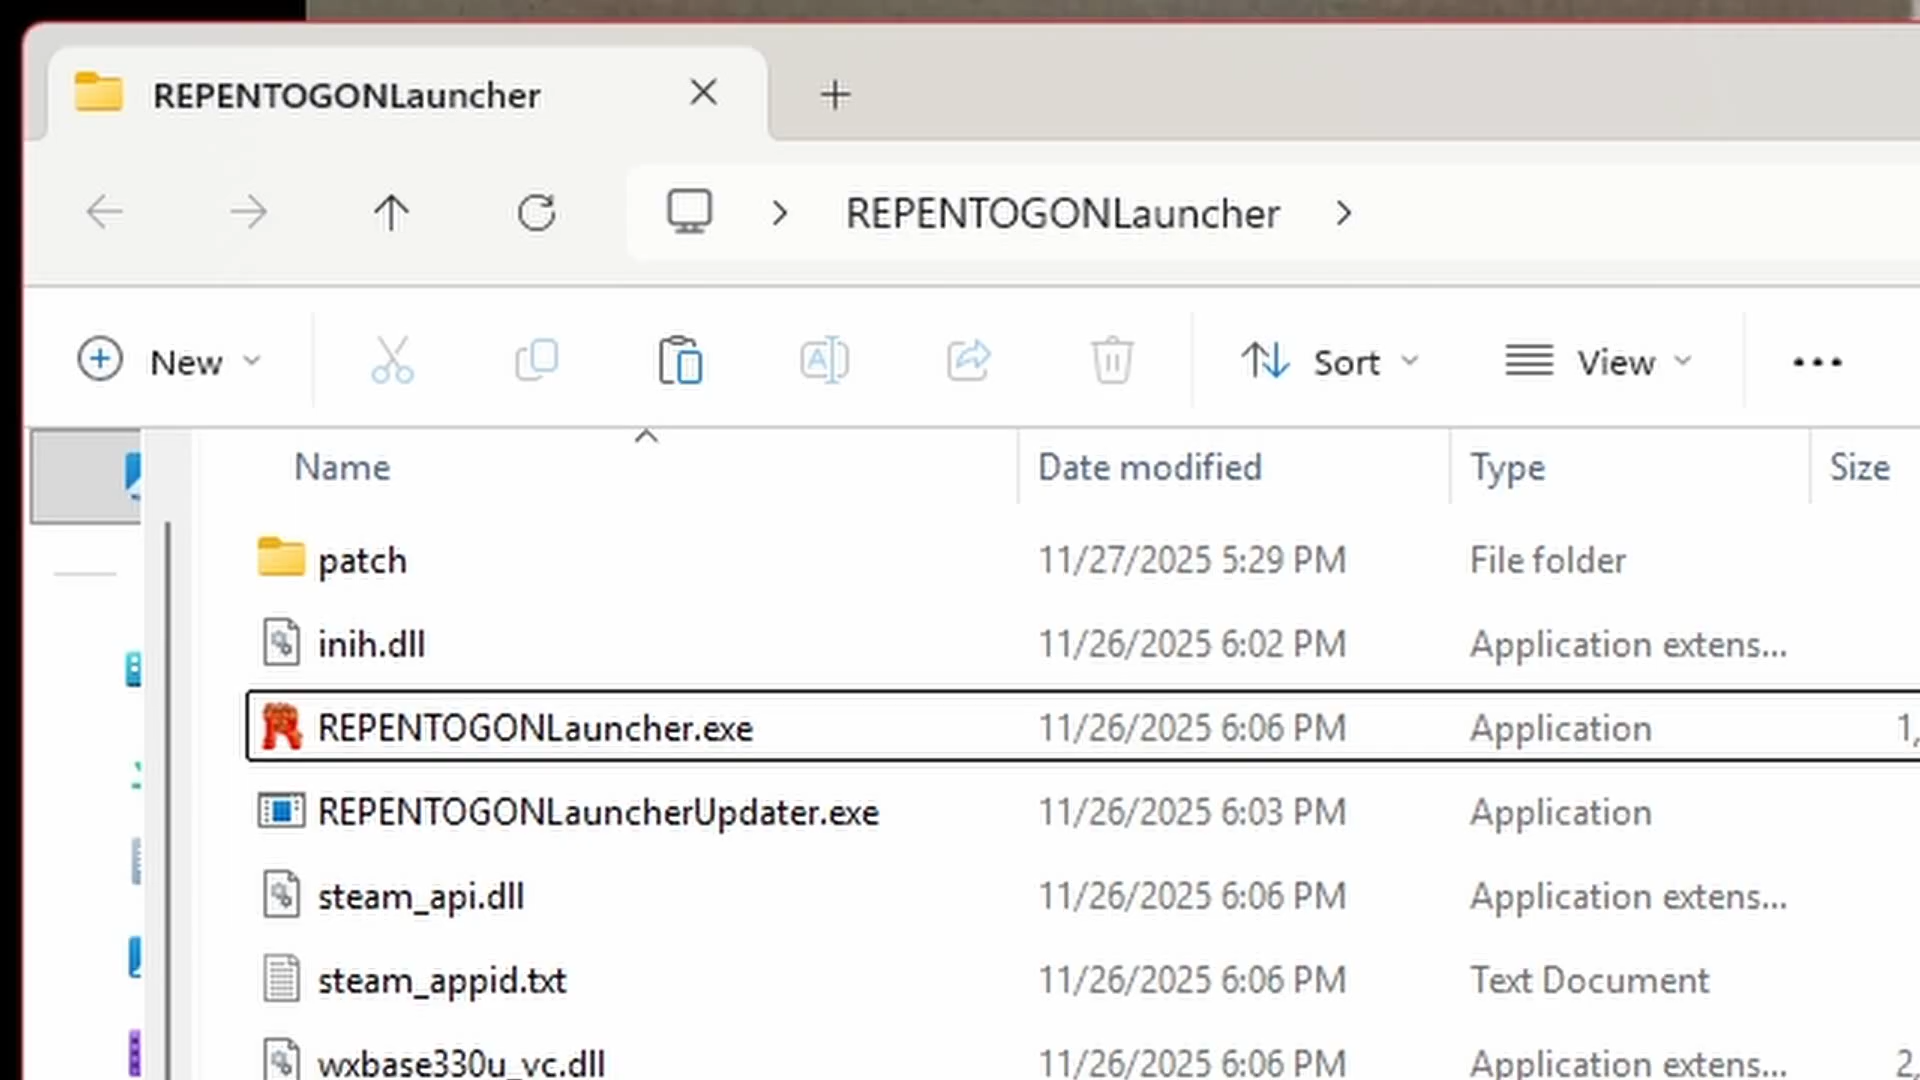 REPENTOGONLauncher
REPENTOGONLauncher
New
Sort
View
Name
Date modified
Type
Size
patch
11/27/2025 5:29 PM
File folder
inih.dll
11/26/2025 6:02 PM
Application extens...
REPENTOGONLauncher.exe
11/26/2025 6:06 PM
Application
1,
REPENTOGONLauncherUpdater.exe
11/26/2025 6:03 PM
Application
steam_api.dll
11/26/2025 6:06 PM
Application extens...
steam_appid.txt
11/26/2025 6:06 PM
Text Document
wxbase330u_vc.dll
11/26/2025 6:06 PM
Application extens...
2,